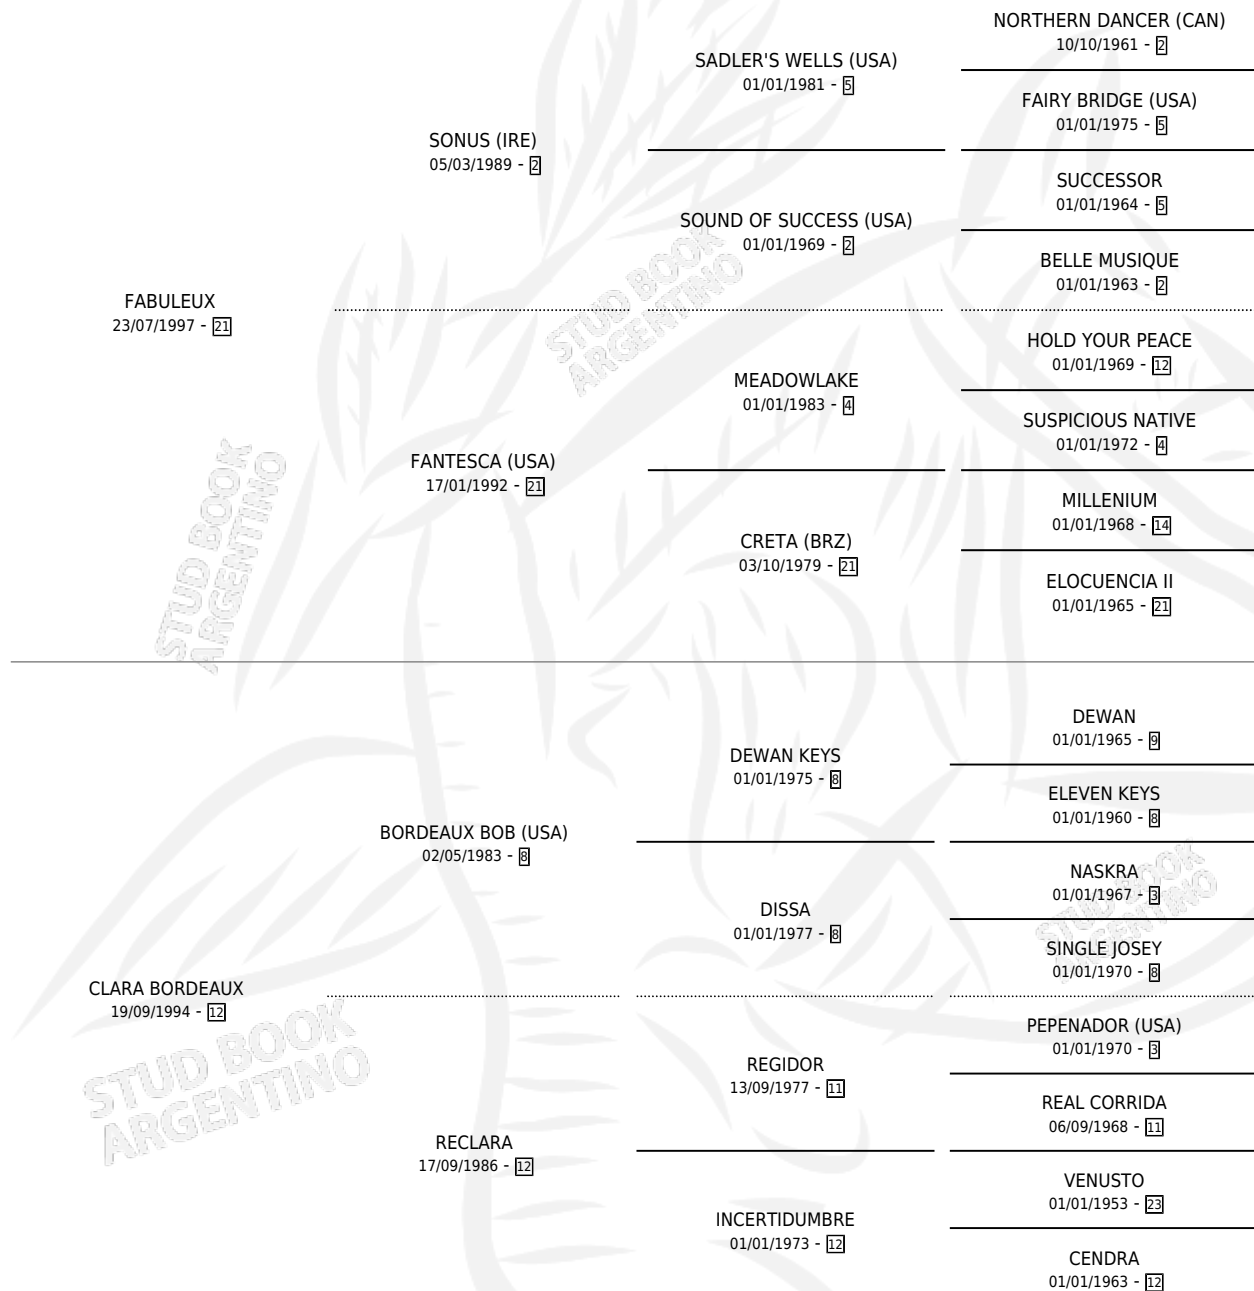 NORTHERN DANCER (CAN)
10/10/1961 - 2
SADLER'S WELLS (USA)
01/01/1981 - 5
FAIRY BRIDGE (USA)
01/01/1975 - 5
SONUS (IRE)
05/03/1989 - 2
SUCCESSOR
01/01/1964 - 5
SOUND OF SUCCESS (USA)
01/01/1969 - 2
BELLE MUSIQUE
01/01/1963 - 2
STUD BOOK
ARGENTINO
FABULEUX
23/07/1997 - 21
HOLD YOUR PEACE
01/01/1969 - 12
MEADOWLAKE
01/01/1983 - 4
SUSPICIOUS NATIVE
01/01/1972 - 4
FANTESCA (USA)
17/01/1992 - 21
MILLENIUM
01/01/1968 - 14
CRETA (BRZ)
03/10/1979 - 21
ELOCUENCIA II
01/01/1965 - 21
STUD BOOK
ARGENTINO
DEWAN
01/01/1965 - 9
DEWAN KEYS
01/01/1975 - 8
ELEVEN KEYS
01/01/1960 - 8
BORDEAUX BOB (USA)
02/05/1983 - 8
NASKRA
01/01/1967 - 3
DISSA
01/01/1977 - 8
SINGLE JOSEY
01/01/1970 - 8
STUD BOOK
ARGENTINO
CLARA BORDEAUX
19/09/1994 - 12
PEPENADOR (USA)
01/01/1970 - 3
REGIDOR
13/09/1977 - 11
REAL CORRIDA
06/09/1968 - 11
RECLARA
17/09/1986 - 12
VENUSTO
01/01/1953 - 23
INCERTIDUMBRE
01/01/1973 - 12
CENDRA
01/01/1963 - 12
STUD BOOK
ARGENTINO